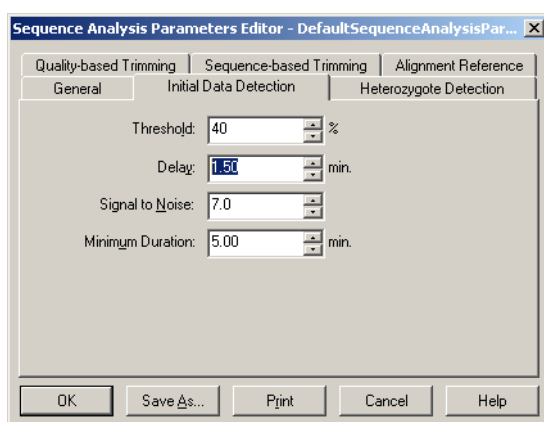 Sequence Analysis Parameters Editor - DefaultSequenceAnalysisPar...
Quality-based Trimming Sequence-based Trimming Alignment Reference
General Initial Data Detection Heterozygote Detection
Threshold: 40 %
Delay: 1.50 min.
Signal to Noise: 7.0
Minimum Duration: 5.00 min.
OK Save As... Print Cancel Help